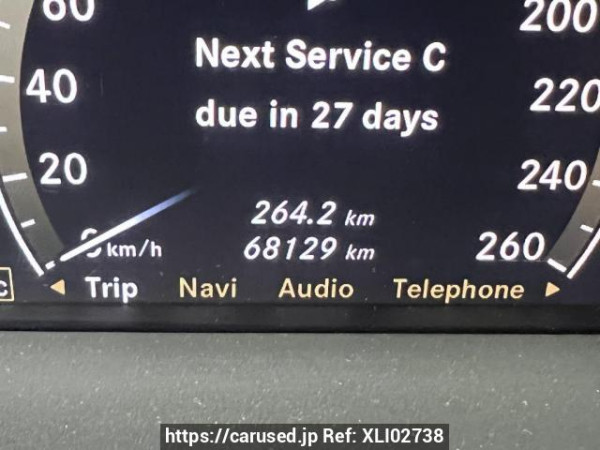 60
200
Next Service C
40
220
due in 27 days
20
240
264.2 km
0 km/h
68129 km
260
C
Trip Navi Audio Telephone
https://carused.jp Ref: XLI02738